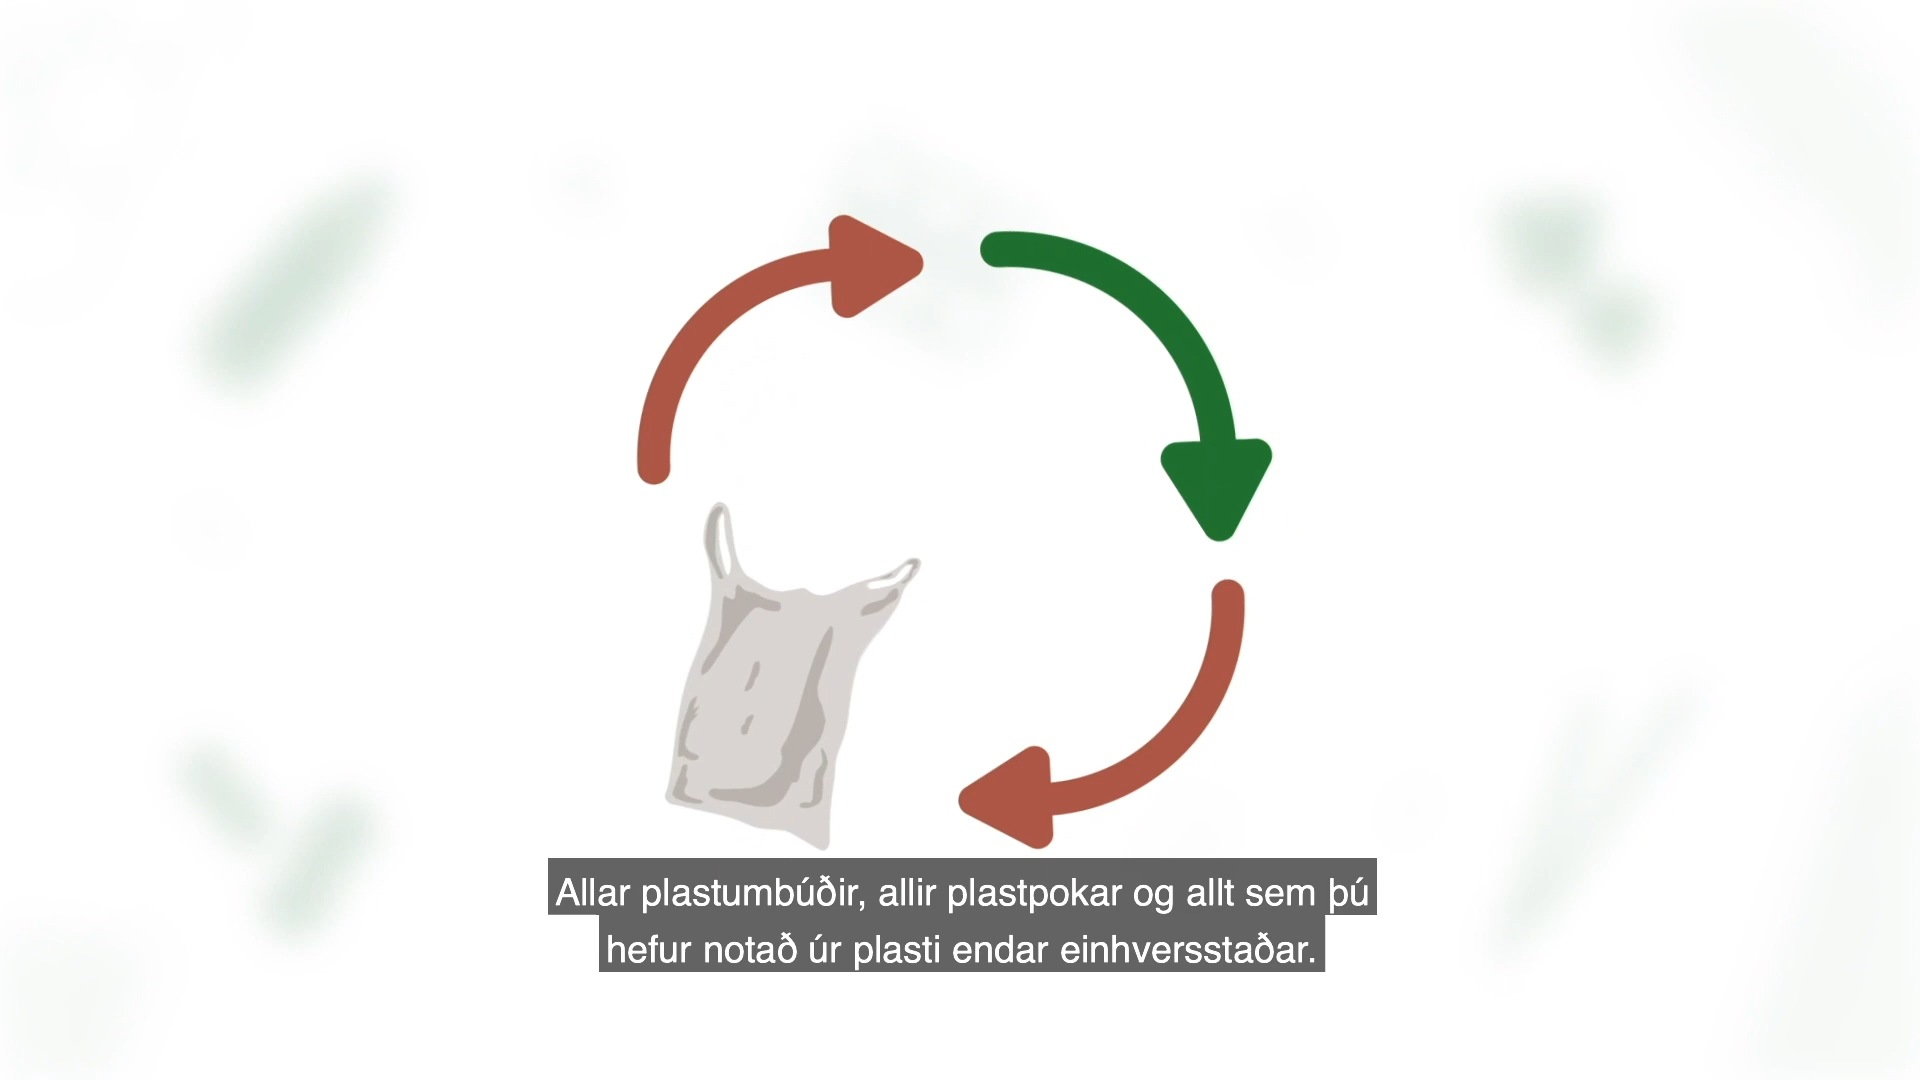 Allar plastumbúðir, allir plastpokar og allt sem þú
hefur notað úr plasti endar einhversstaðar.